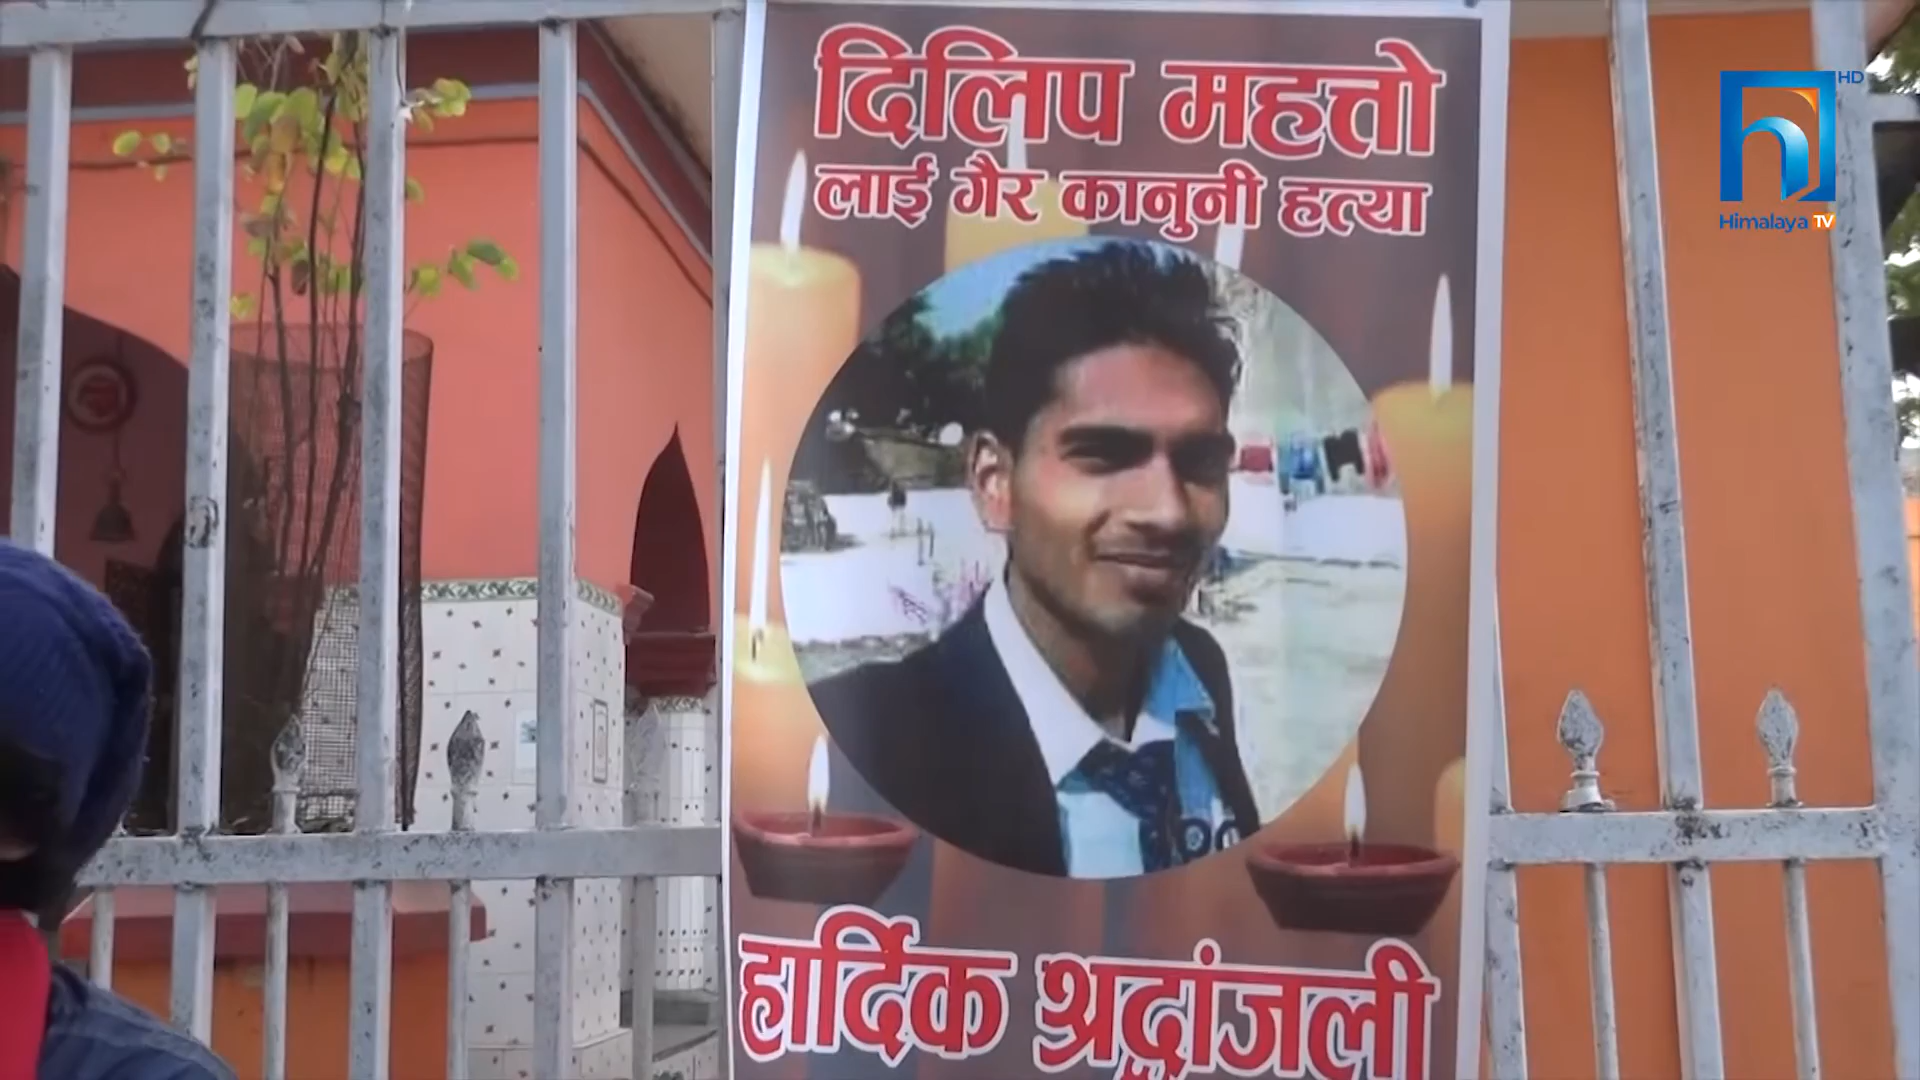 दिलिप महत्तो
लाई गैर कानुनी हत्या
हार्दिक श्रद्धांजली
HD
Himalaya TV